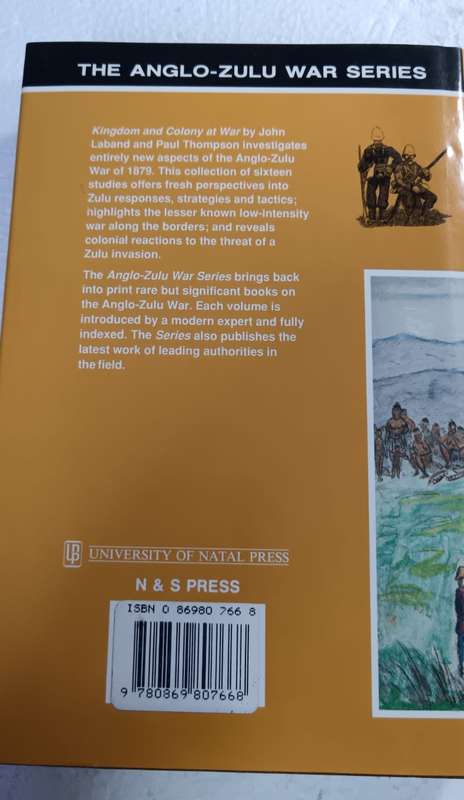 THE ANGLO-ZULU WAR SERIES
Kingdom and Colony at War by John
Laband and Paul Thompson investigates
entirely new aspects of the Anglo-Zulu
War of 1879. This collection of sixteen
studies offers fresh perspectives into
Zulu responses, strategies and tactics;
highlights the lesser known low-intensity
war along the borders; and reveals
colonial reactions to the threat of a
Zulu invasion.
The Anglo-Zulu War Series brings back
into print rare but significant books on
the Anglo-Zulu War. Each volume is
introduced by a modern expert and fully
indexed. The Series also publishes the
latest work of leading authorities in
the field.
UNIVERSITY OF NATAL PRESS
N & S PRESS
ISBN 0 86980 766 8
9 780869 807668